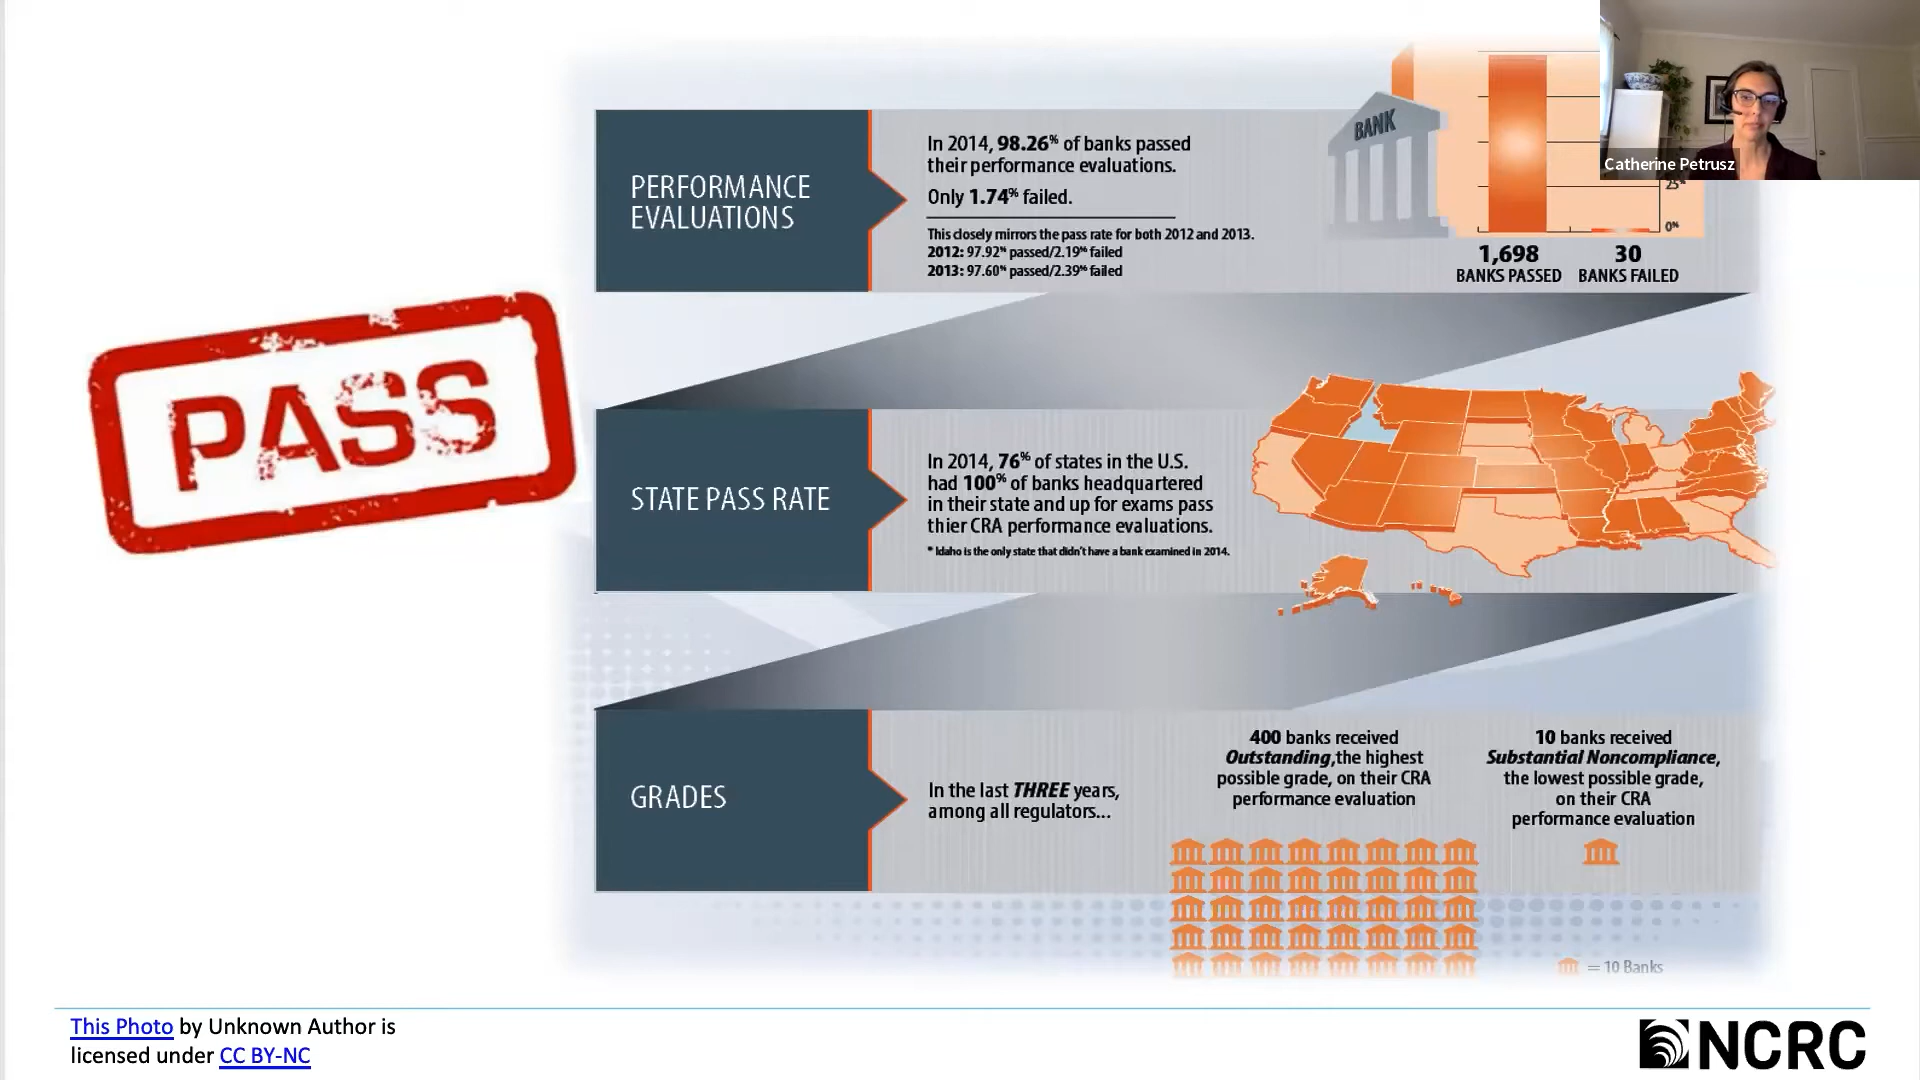 Catherine Petrusz
PASS
PERFORMANCE
EVALUATIONS
In 2014, 98.26% of banks passed
their performance evaluations.
Only 1.74% failed.
This closely mirrors the pass rate for both 2012 and 2013.
2012: 97.92% passed/2.19% failed
2013: 97.60% passed/2.39% failed
BANK
25%
0%
1,698
BANKS PASSED
30
BANKS FAILED
STATE PASS RATE
In 2014, 76% of states in the U.S.
had 100% of banks headquartered
in their state and up for exams pass
thier CRA performance evaluations.
* Idaho is the only state that didn't have a bank examined in 2014.
GRADES
In the last THREE years,
among all regulators...
400 banks received
Outstanding,the highest
possible grade, on their CRA
performance evaluation
10 banks received
Substantial Noncompliance,
the lowest possible grade,
on their CRA
performance evaluation
= 10 Banks
This Photo by Unknown Author is
licensed under CC BY-NC
NCRC